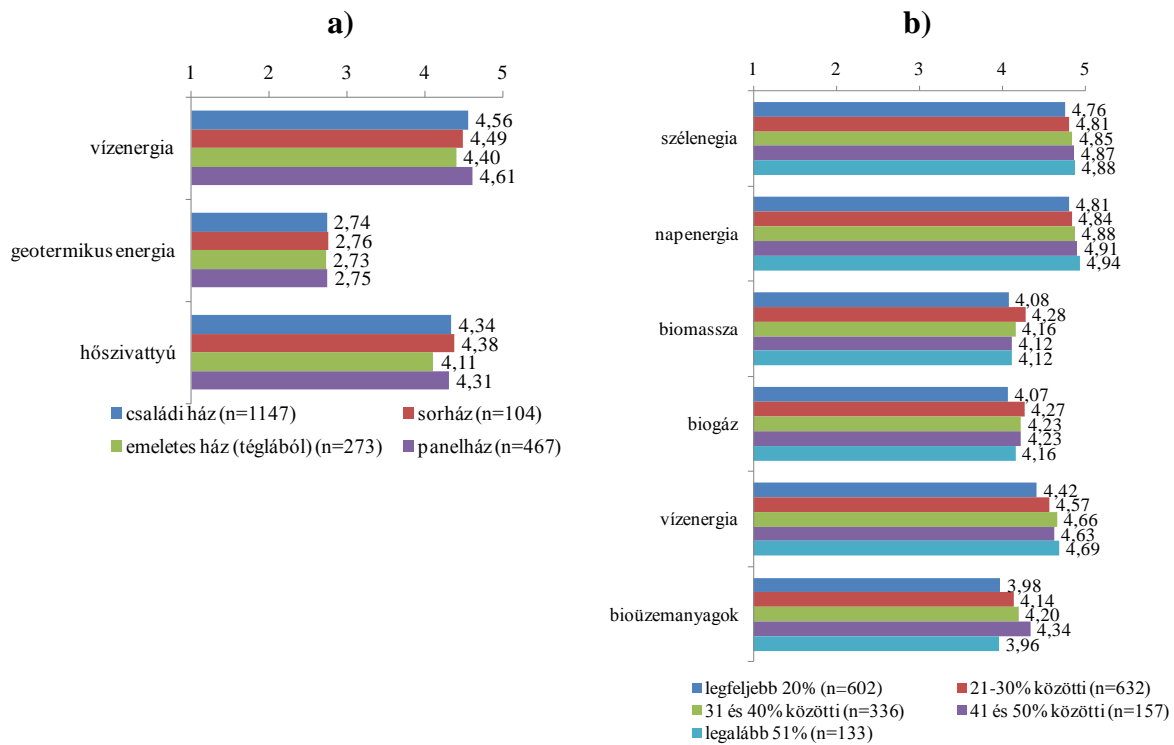 a)
1 2 3 4 5
vízenergia
4,56
4,49
4,40
4,61
geotermikus energia
2,74
2,76
2,73
2,75
hőszivattyú
4,34
4,38
4,11
4,31
családi ház (n=1147) sorház (n=104)
emeletes ház (téglából) (n=273) panelház (n=467)
b)
1 2 3 4 5
szélenegia
4,76
4,81
4,85
4,87
4,88
napenergia
4,81
4,84
4,88
4,91
4,94
biomassza
4,08
4,28
4,16
4,12
4,12
biogáz
4,07
4,27
4,23
4,23
4,16
vízenergia
4,42
4,57
4,66
4,63
4,69
bioüzemanyagok
3,98
4,14
4,20
4,34
3,96
legfeljebb 20% (n=602) 21-30% közötti (n=632)
31 és 40% közötti (n=336) 41 és 50% közötti (n=157)
legalább 51% (n=133)